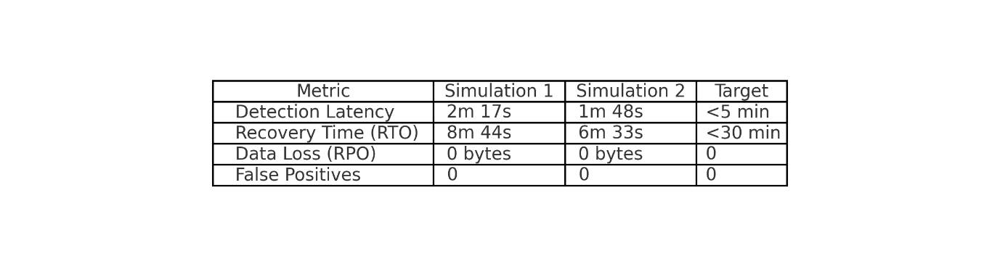 Metric Simulation 1 Simulation 2 Target
Detection Latency 2m 17s 1m 48s <5 min
Recovery Time (RTO) 8m 44s 6m 33s <30 min
Data Loss (RPO) 0 bytes 0 bytes 0
False Positives 0 0 0